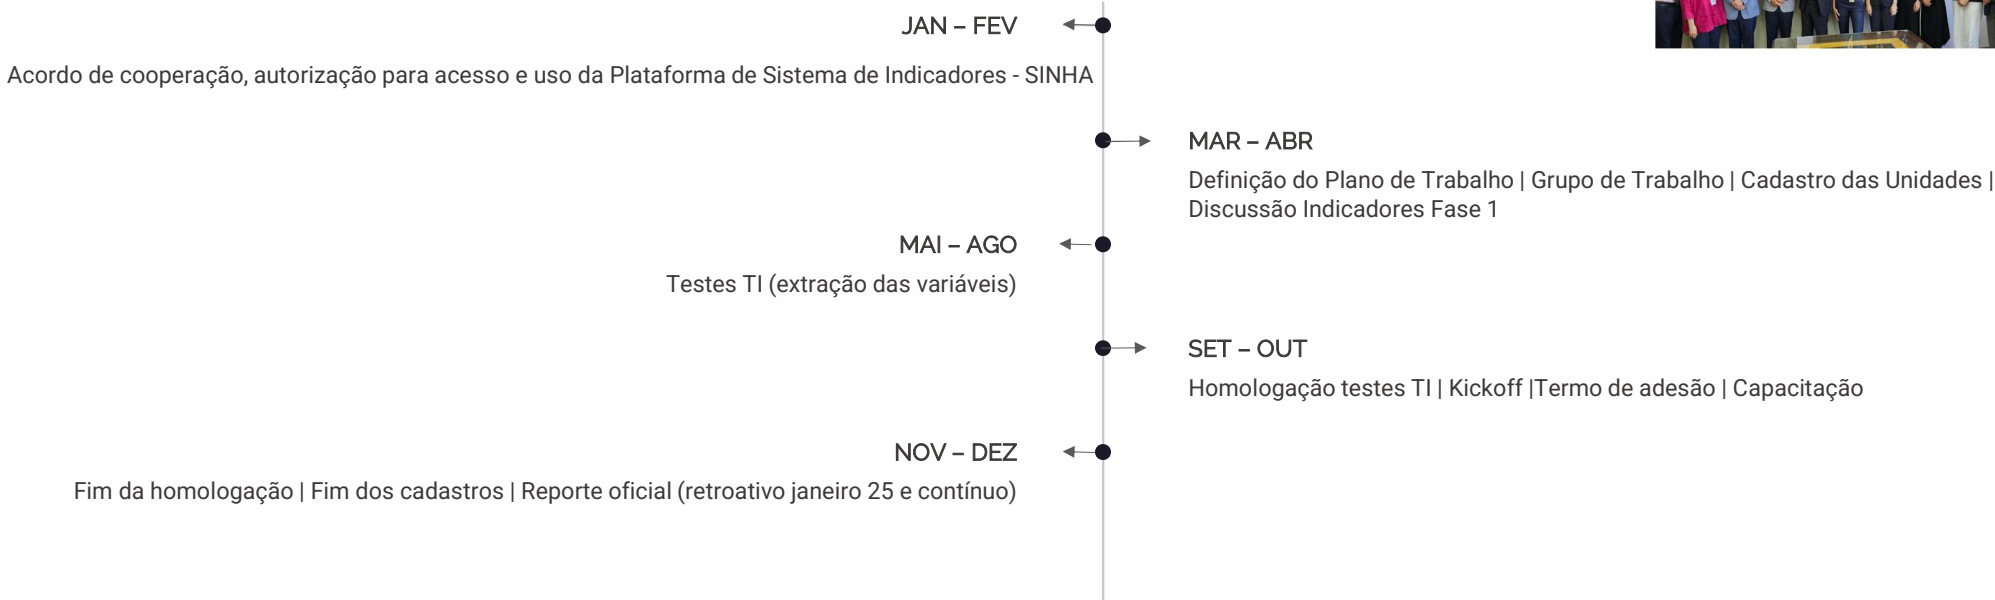 JAN – FEV
Acordo de cooperação, autorização para acesso e uso da Plataforma de Sistema de Indicadores - SINHA
MAR – ABR
Definição do Plano de Trabalho | Grupo de Trabalho | Cadastro das Unidades |
Discussão Indicadores Fase 1
MAI – AGO
Testes TI (extração das variáveis)
SET – OUT
Homologação testes TI | Kickoff |Termo de adesão | Capacitação
NOV – DEZ
Fim da homologação | Fim dos cadastros | Reporte oficial (retroativo janeiro 25 e contínuo)